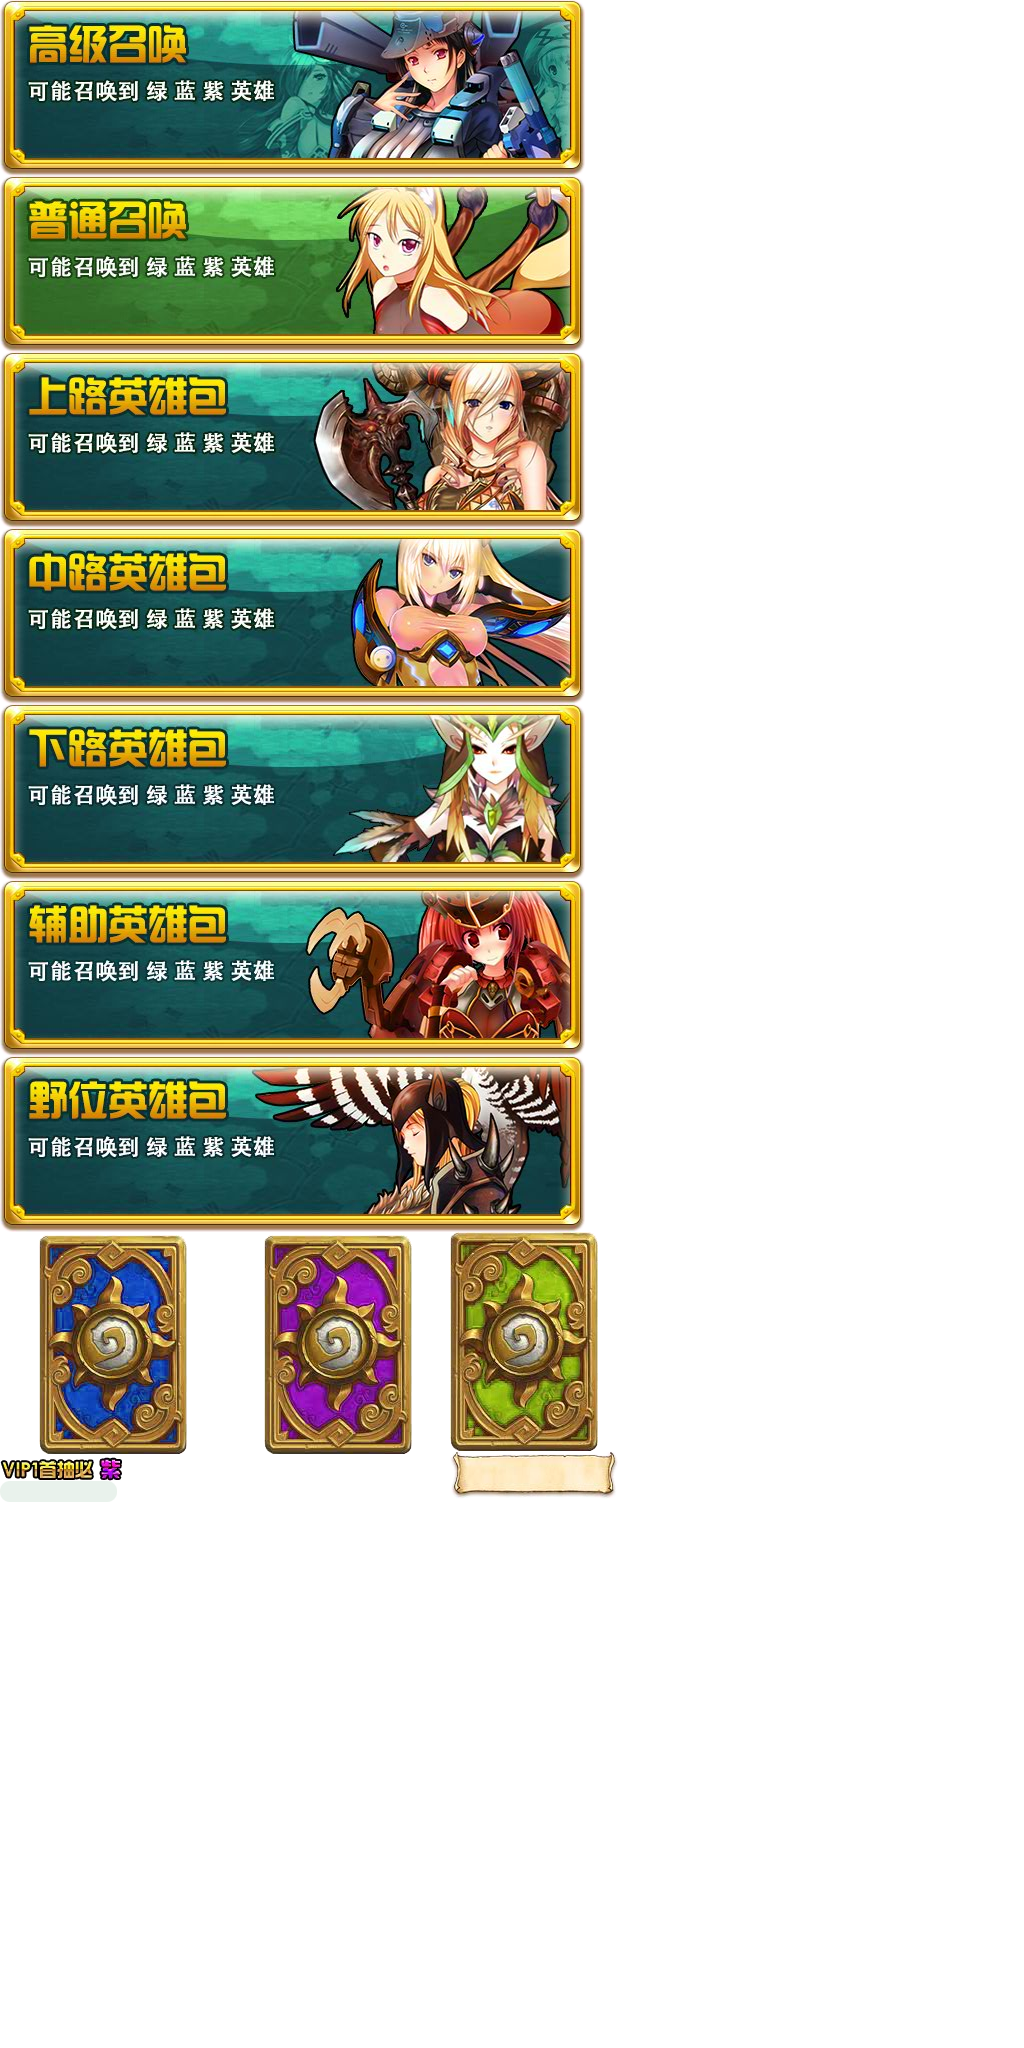 高级召唤
可能召唤到 绿 蓝 紫 英雄
普通召唤
可能召唤到 绿 蓝 紫 英雄
上路英雄包
可能召唤到 绿 蓝 紫 英雄
中路英雄包
可能召唤到 绿 蓝 紫 英雄
下路英雄包
可能召唤到 绿 蓝 紫 英雄
辅助英雄包
可能召唤到 绿 蓝 紫 英雄
野位英雄包
可能召唤到 绿 蓝 紫 英雄
VIP1首抽必 紫